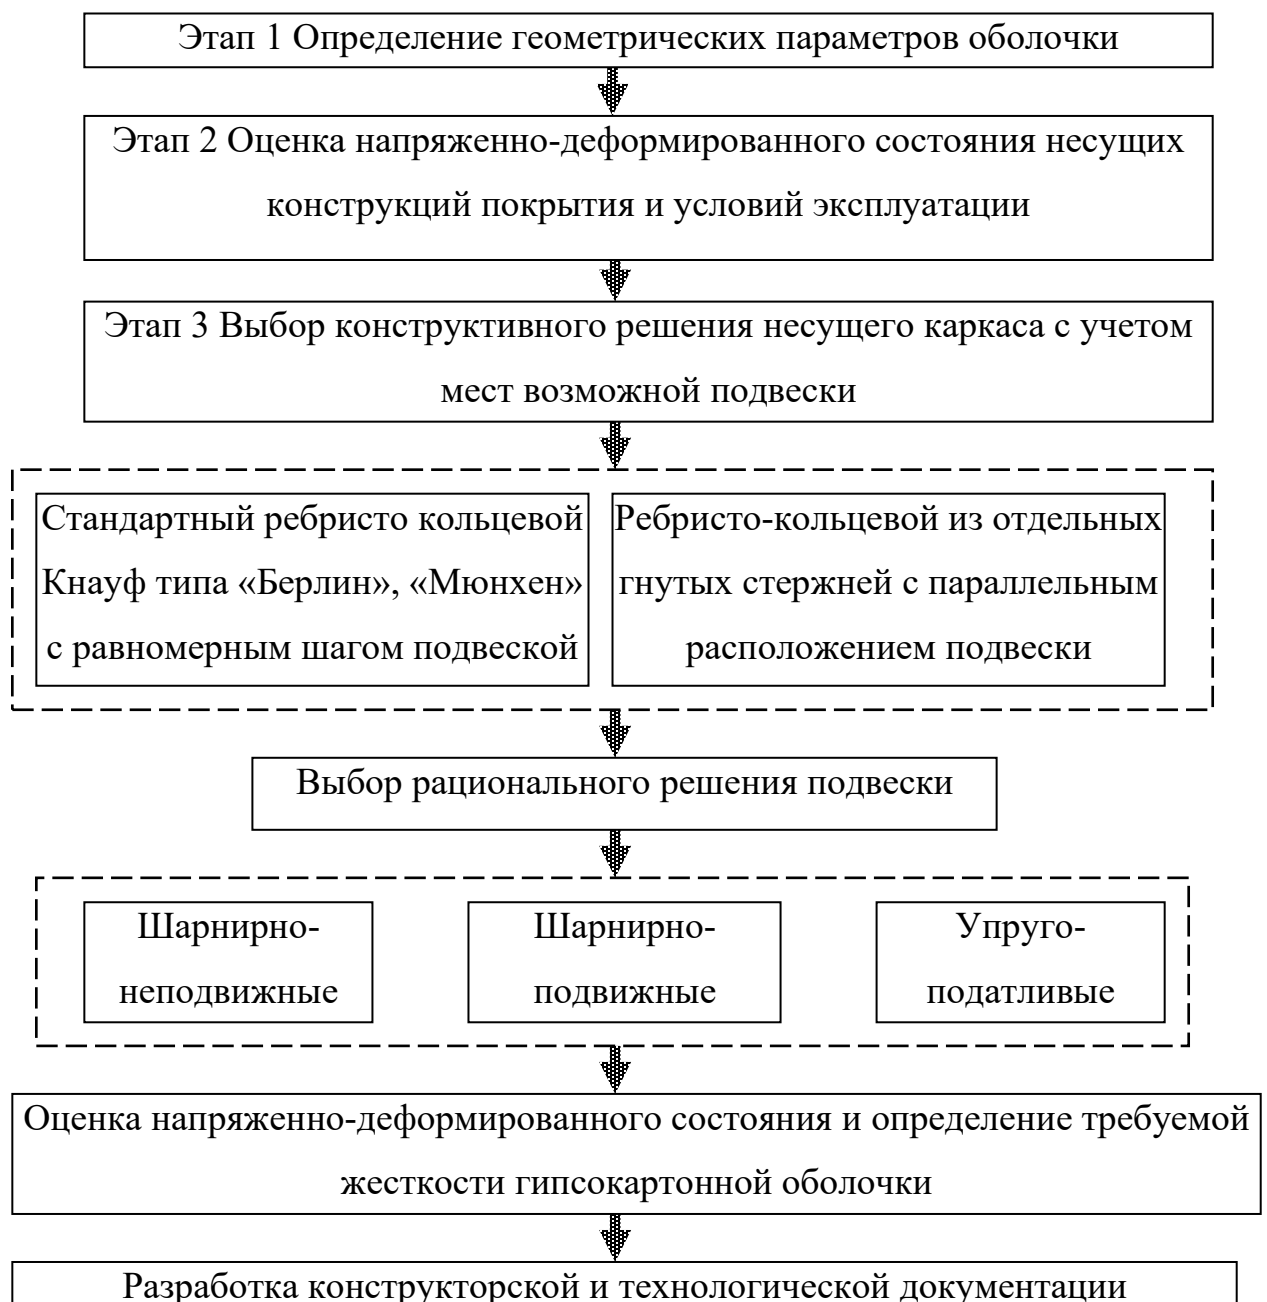 Этап 1 Определение геометрических параметров оболочки
Этап 2 Оценка напряженно-деформированного состояния несущих
конструкций покрытия и условий эксплуатации
Этап 3 Выбор конструктивного решения несущего каркаса с учетом
мест возможной подвески
Стандартный ребристо кольцевой
Кнауф типа «Берлин», «Мюнхен»
с равномерным шагом подвеской
Ребристо-кольцевой из отдельных
гнутых стержней с параллельным
расположением подвески
Выбор рационального решения подвески
Шарнирно-
неподвижные
Шарнирно-
подвижные
Упруго-
податливые
Оценка напряженно-деформированного состояния и определение требуемой
жесткости гипсокартонной оболочки
Разработка конструкторской и технологической документации